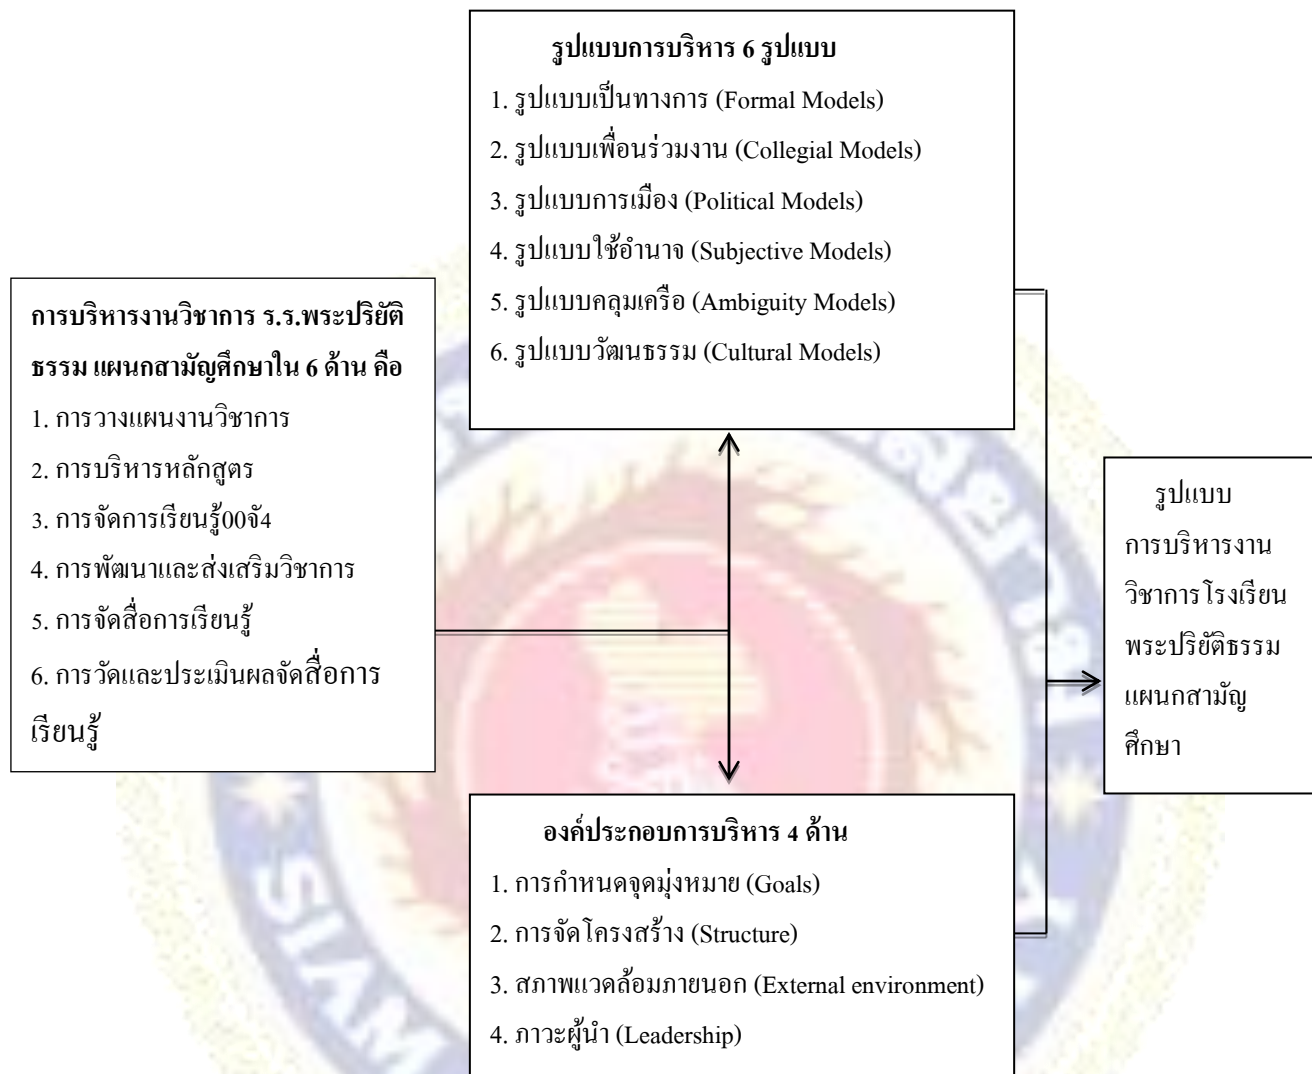 รูปแบบการบริหาร 6 รูปแบบ
1. รูปแบบเป็นทางการ (Formal Models)
2. รูปแบบเพื่อนร่วมงาน (Collegial Models)
3. รูปแบบการเมือง (Political Models)
4. รูปแบบใช้อำนาจ (Subjective Models)
5. รูปแบบคลุมเครือ (Ambiguity Models)
6. รูปแบบวัฒนธรรม (Cultural Models)
การบริหารงานวิชาการ ร.ร.พระปริยัติ
ธรรม แผนกสามัญศึกษาใน 6 ด้าน คือ
1. การวางแผนงานวิชาการ
2. การบริหารหลักสูตร
3. การจัดการเรียนรู้00จั4
4. การพัฒนาและส่งเสริมวิชาการ
5. การจัดสื่อการเรียนรู้
6. การวัดและประเมินผลจัดสื่อการ
เรียนรู้
องค์ประกอบการบริหาร 4 ด้าน
1. การกำหนดจุดมุ่งหมาย (Goals)
2. การจัดโครงสร้าง (Structure)
3. สภาพแวดล้อมภายนอก (External environment)
4. ภาวะผู้นำ (Leadership)
รูปแบบ
การบริหารงาน
วิชาการโรงเรียน
พระปริยัติธรรม
แผนกสามัญ
ศึกษา
SIAM